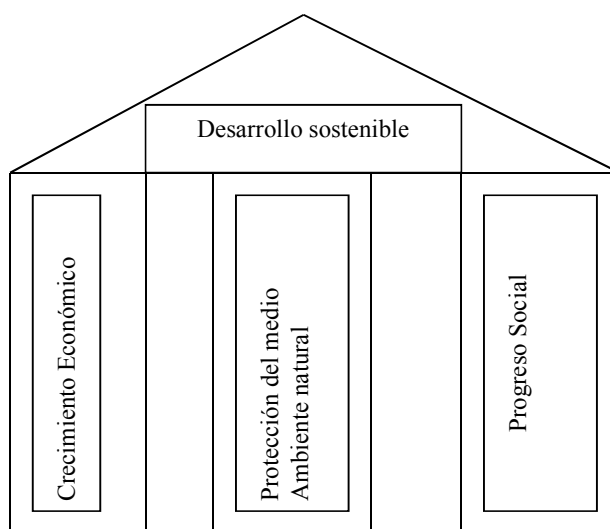 Desarrollo sostenible
Crecimiento Económico
Protección del medio
Ambiente natural
Progreso Social